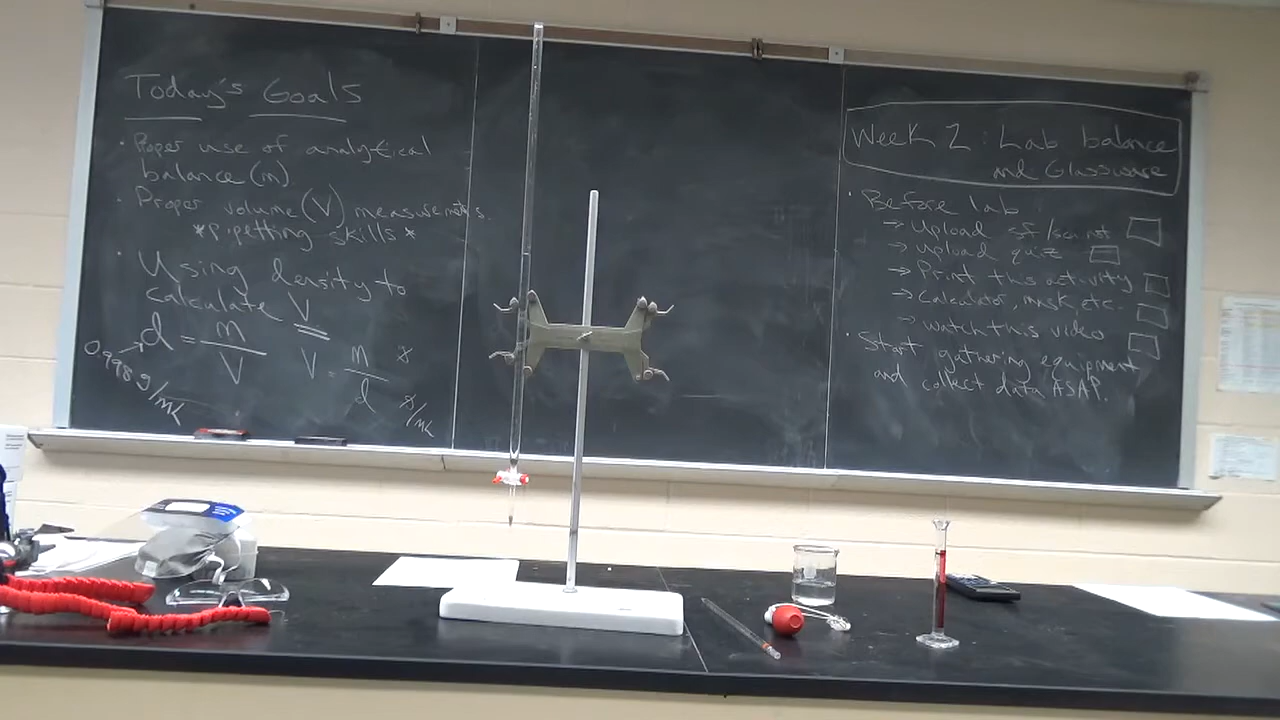 Today's Goals
• Proper use of analytical
balance (m)
• Proper volume (V) measurements.
*Pipetting skills*
• Using density to
calculate V
0.998 g/mL → d = m/V V = m/d g g/mL
Week 2: Lab balance
and Glassware
• Before lab
→ Upload sf/scint
→ upload quiz
→ Print this activity
→ Calculator, mask, etc.
→ watch this video
• Start gathering equipment
and collect data ASAP.